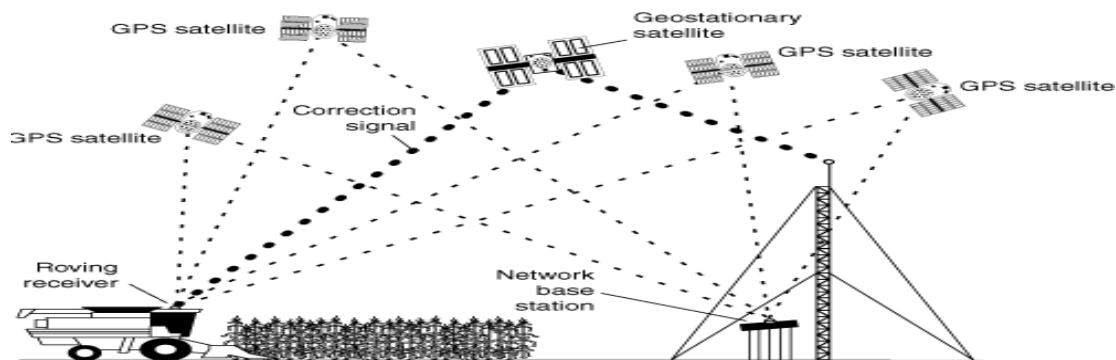 Geostationary
satellite
GPS satellite
GPS satellite
GPS satellite
Correction
signal
GPS satellite
Roving
receiver
Network
base
station